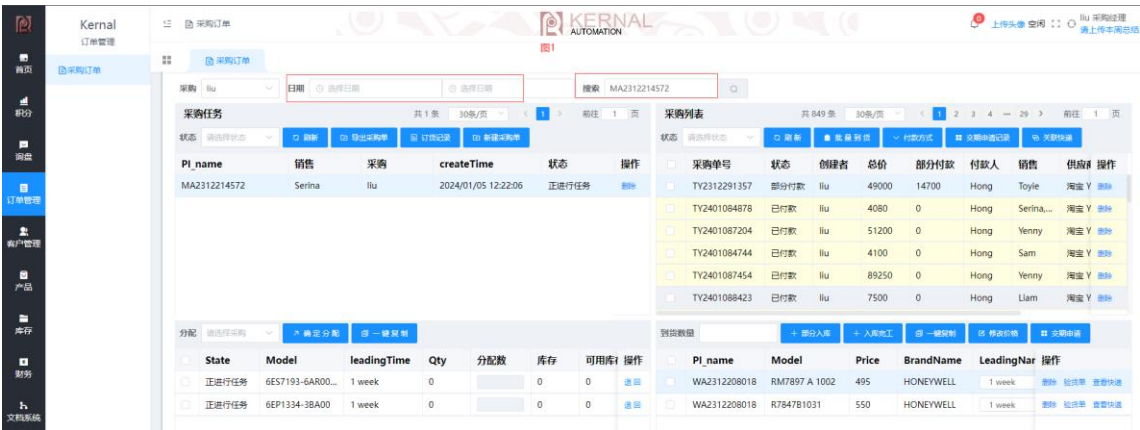 Kernal
订单管理
采购订单
首页
积分
询盘
订单管理
客户管理
产品
库存
财务
文档系统
采购订单
KERNAL
AUTOMATION
图1
上传头像 空闲
liu 采购经理
请上传本周总结
采购订单
采购 liu 日期 选择日期 选择日期 搜索 MA2312214572
采购任务 共 1 条 30条/页 1 前往 1 页
状态 请选择状态 刷新 导出采购单 订货记录 新建采购单
PI_name 销售 采购 createTime 状态 操作
MA2312214572 Serina liu 2024/01/05 12:22:06 正进行任务 删除
采购列表 共 849 条 30条/页 1 2 3 4 ··· 29 前往 1 页
状态 请选择状态 刷新 批量到货 付款方式 交期申请记录 关联快递
采购单号 状态 创建者 总价 部分付款 付款人 销售 供应商 操作
TY2312291357 部分付款 liu 49000 14700 Hong Toyie 淘宝 Y 删除
TY2401084878 已付款 liu 4080 0 Hong Serina,... 淘宝 Y 删除
TY2401087204 已付款 liu 51200 0 Hong Yenny 淘宝 Y 删除
TY2401084744 已付款 liu 4100 0 Hong Sam 淘宝 Y 删除
TY2401087454 已付款 liu 89250 0 Hong Yenny 淘宝 Y 删除
TY2401088423 已付款 liu 7500 0 Hong Liam 淘宝 Y 删除
分配 请选择采购 确定分配 一键复制
State Model leadingTime Qty 分配数 库存 可用库存 操作
正进行任务 6ES7193-6AR00... 1 week 0 0 0 退回
正进行任务 6EP1334-3BA00 1 week 0 0 0 退回
到货数量 部分入库 入库完工 一键复制 修改价格 交期申请
PI_name Model Price BrandName LeadingNar 操作
WA2312208018 RM7897 A 1002 495 HONEYWELL 1 week 删除 验货单 查看快递
WA2312208018 R7847B1031 550 HONEYWELL 1 week 删除 验货单 查看快递